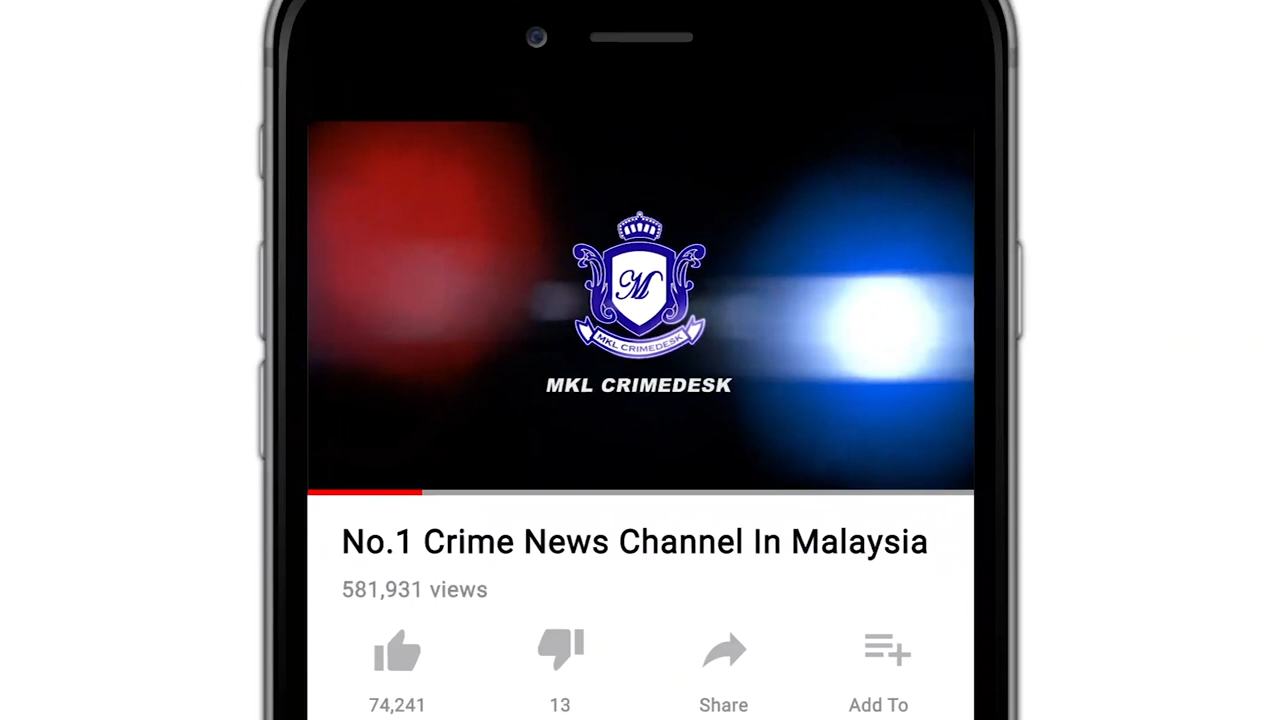 M
MKL CRIMEDESK
MKL CRIMEDESK
No.1 Crime News Channel In Malaysia
581,931 views
74,241
13
Share
Add To